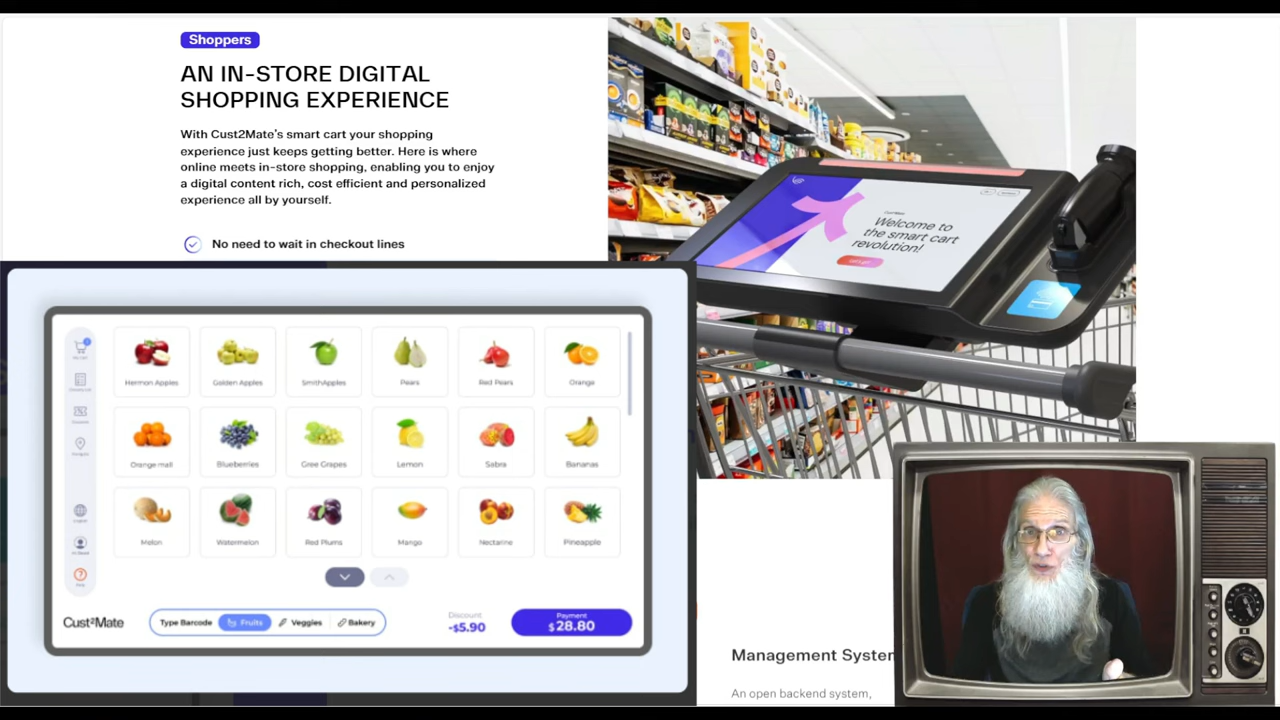 Shoppers
AN IN-STORE DIGITAL
SHOPPING EXPERIENCE
With Cust2Mate's smart cart your shopping
experience just keeps getting better. Here is where
online meets in-store shopping, enabling you to enjoy
a digital content rich, cost efficient and personalized
experience all by yourself.
No need to wait in checkout lines
Welcome to
the smart cart
revolution!
Hermon Apples
Golden Apples
SmithApples
Pears
Red Pears
Orange
Orange mall
Blueberries
Gree Grapes
Lemon
Sabra
Bananas
Melon
Watermelon
Red Plums
Mango
Nectarine
Pineapple
Cust2Mate
Type Barcode
Fruits
Veggies
Bakery
Discount
-$5.90
Payment
$28.80
Management System
An open backend system,